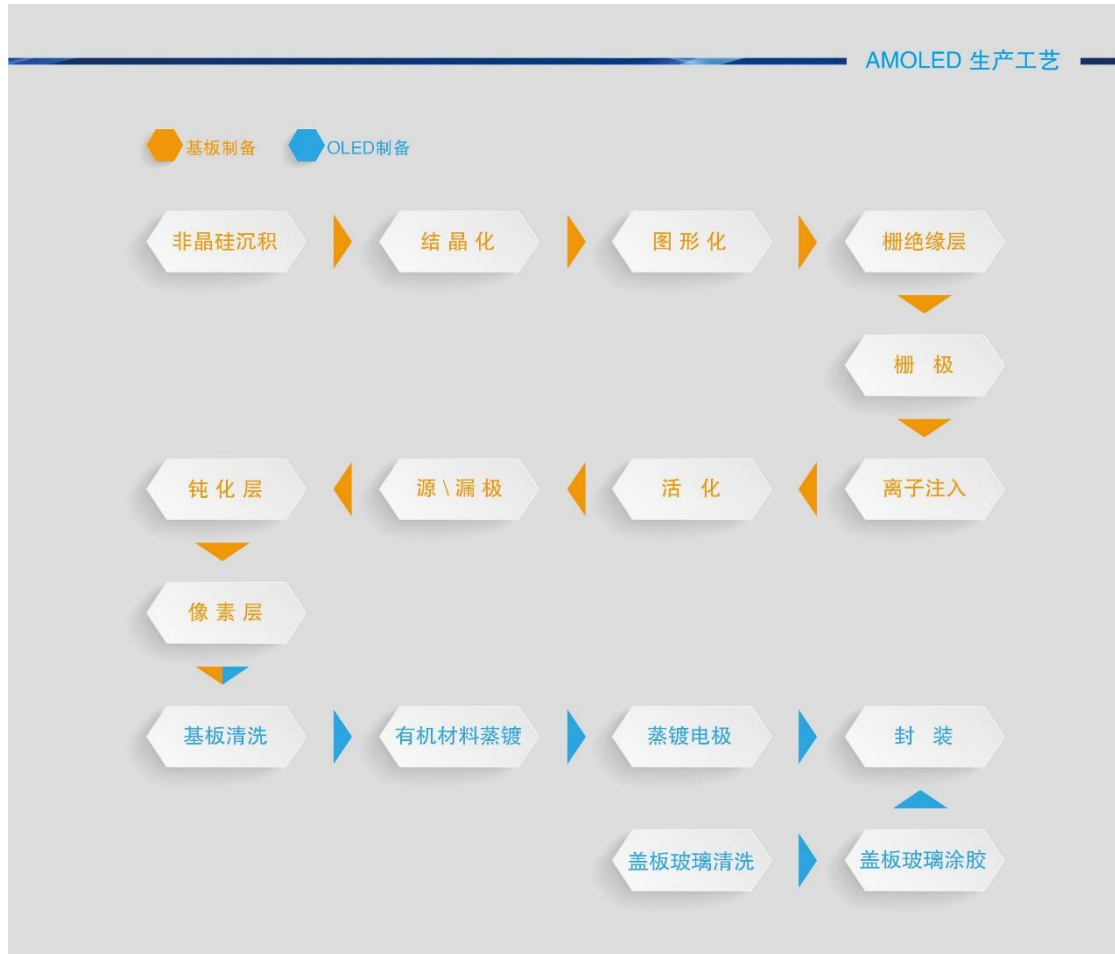 AMOLED 生产工艺
基板制备
OLED制备
非晶硅沉积
结晶化
图形化
栅绝缘层
栅极
钝化层
源\漏极
活化
离子注入
像素层
基板清洗
有机材料蒸镀
蒸镀电极
封装
盖板玻璃清洗
盖板玻璃涂胶